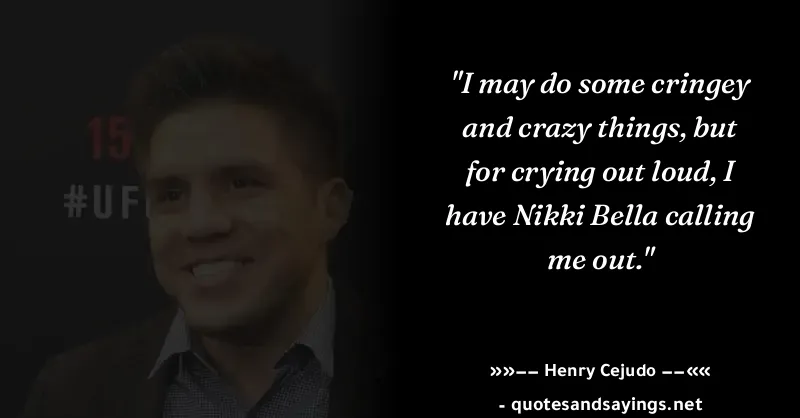 15
#UF
"I may do some cringey
and crazy things, but
for crying out loud, I
have Nikki Bella calling
me out."
»»−− Henry Cejudo −−««
- quotesandsayings.net